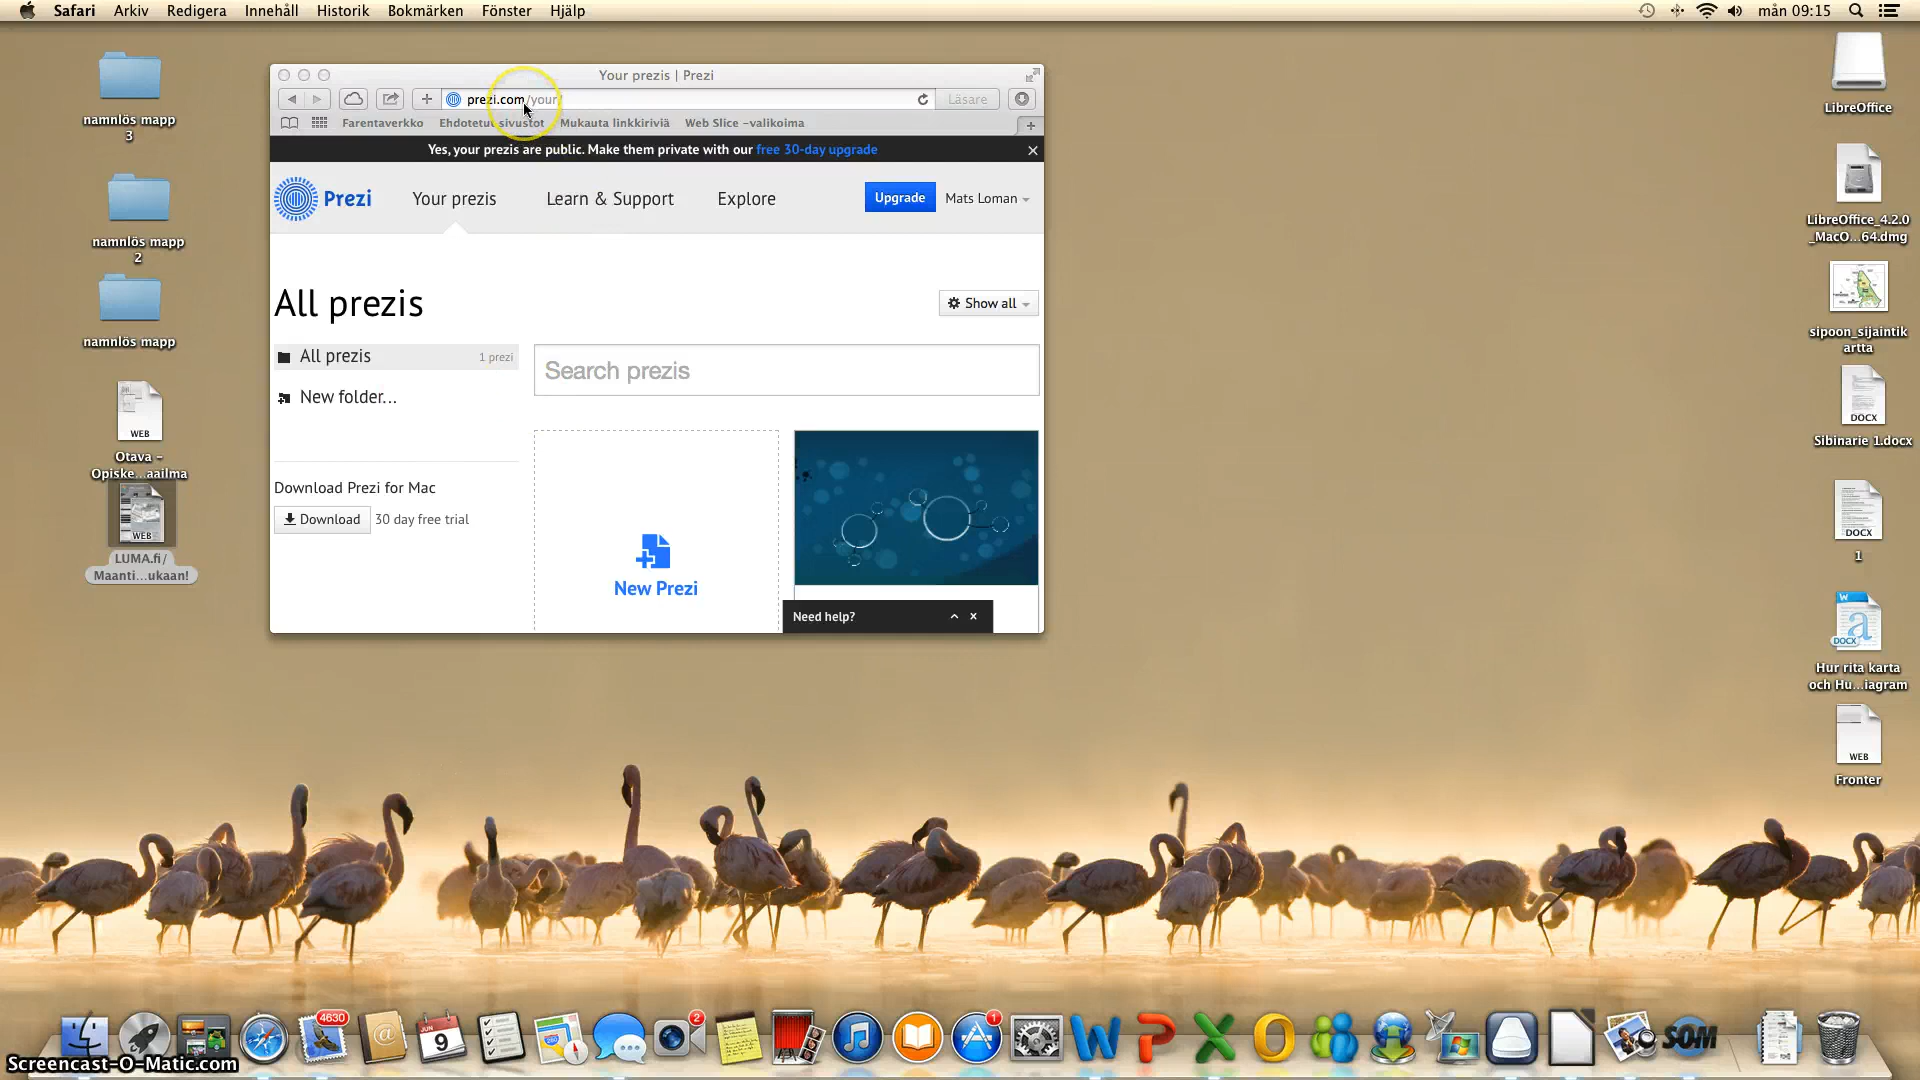 Safari Arkiv Redigera Innehåll Historik Bokmärken Fönster Hjälp
mån 09:15
namnlös mapp
3
namnlös mapp
2
namnlös mapp
WEB
Otava –
Opiske...aailma
WEB
LUMA.fi/
Maanti...ukaan!
Your prezis | Prezi
prezi.com/your/
Läsare
Farentaverkko Ehdotetut sivustot Mukauta linkkiriviä Web Slice –valikoima
Yes, your prezis are public. Make them private with our free 30-day upgrade
Prezi Your prezis Learn & Support Explore Upgrade Mats Loman
All prezis
Show all
All prezis 1 prezi
New folder...
Search prezis
Download Prezi for Mac
Download 30 day free trial
New Prezi
Need help?
LibreOffice
LibreOffice_4.2.0
_MacO...64.dmg
sipoon_sijaintik
artta
DOCX
Sibinarie 1.docx
DOCX
1
W
DOCX
Hur rita karta
och Hu...iagram
WEB
Fronter
4630
JUN
9
280
2
1
SOM
Screencast-O-Matic.com